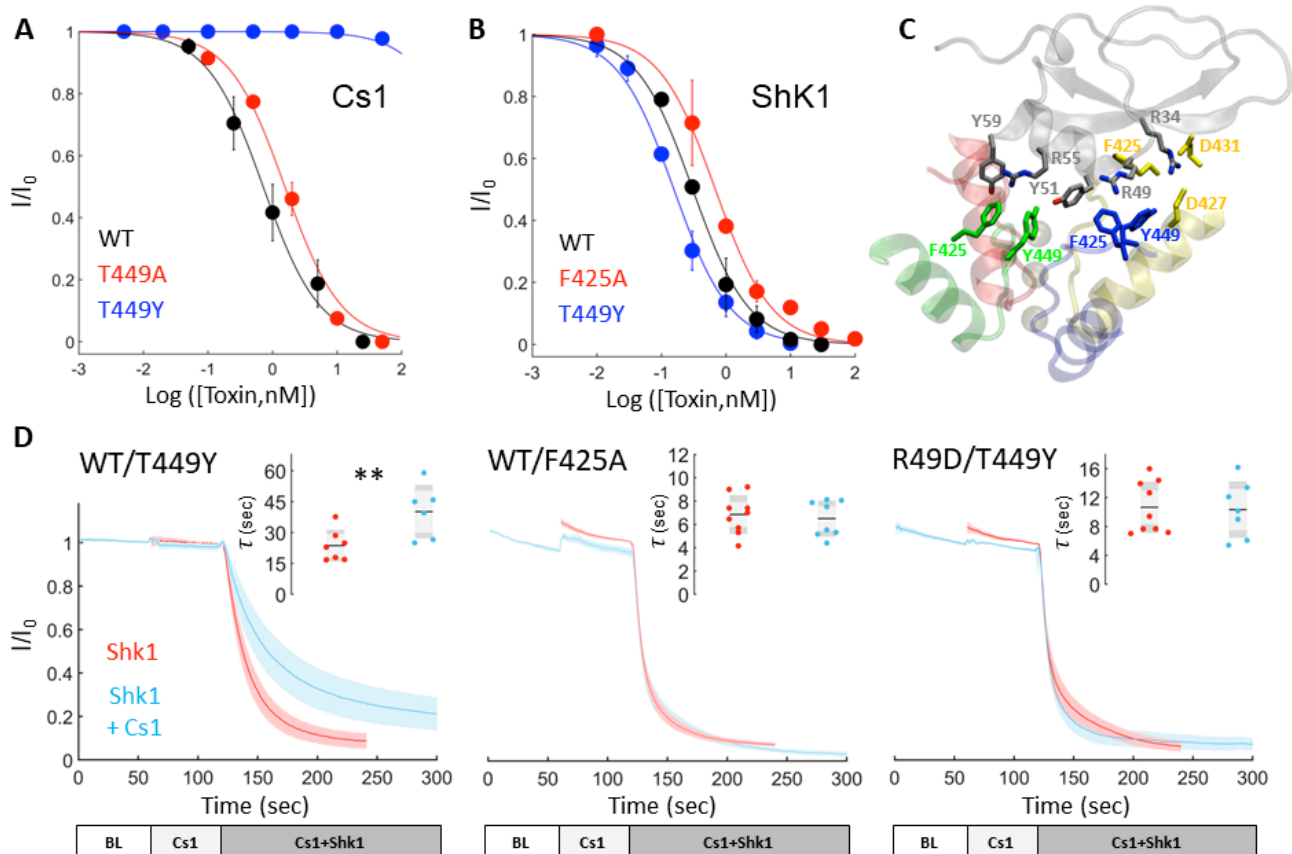 A
1
0.8
0.6
0.4
0.2
0
I/I0
Cs1
WT
T449A
T449Y
-3 -2 -1 0 1 2
Log ([Toxin,nM])
B
1
0.8
0.6
0.4
0.2
0
I/I0
ShK1
WT
F425A
T449Y
-3 -2 -1 0 1 2
Log ([Toxin,nM])
C
R34
Y59
F425
D431
R55
Y51
R49
D427
F425
Y449
F425
Y449
D
WT/T449Y
60
45
30
15
0
τ (sec)
**
1
0.8
0.6
0.4
0.2
0
I/I0
Shk1
Shk1
+ Cs1
0 50 100 150 200 250 300
Time (sec)
BL Cs1 Cs1+Shk1
WT/F425A
12
10
8
6
4
2
0
τ (sec)
0 50 100 150 200 250 300
Time (sec)
BL Cs1 Cs1+Shk1
R49D/T449Y
16
12
8
4
0
τ (sec)
0 50 100 150 200 250 300
Time (sec)
BL Cs1 Cs1+Shk1